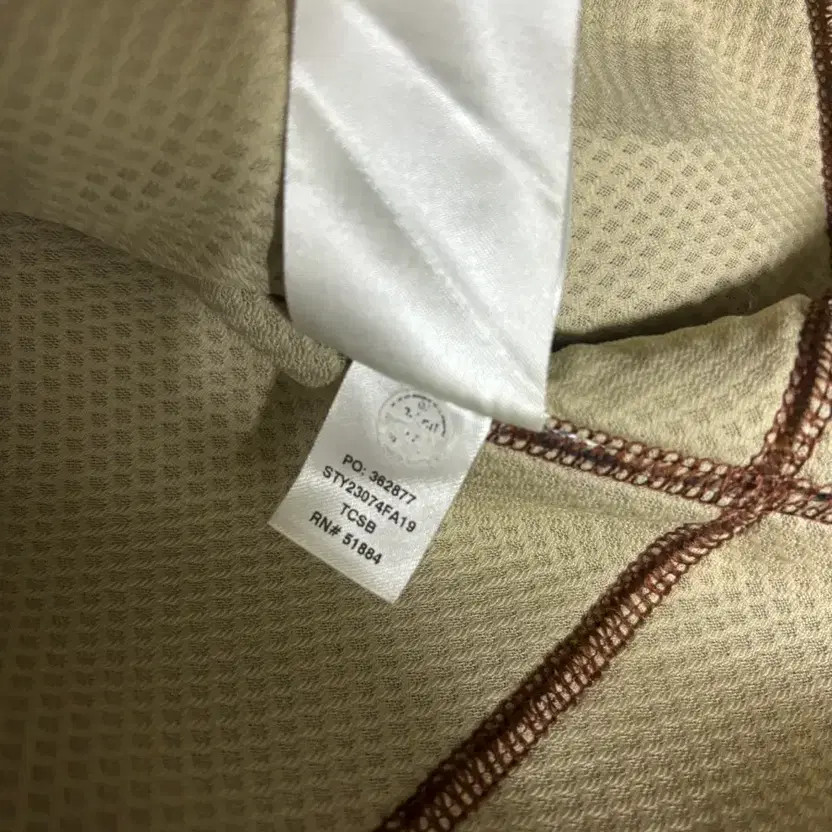 PO: 362877
STY23074FA19
TCSB
RN# 51884